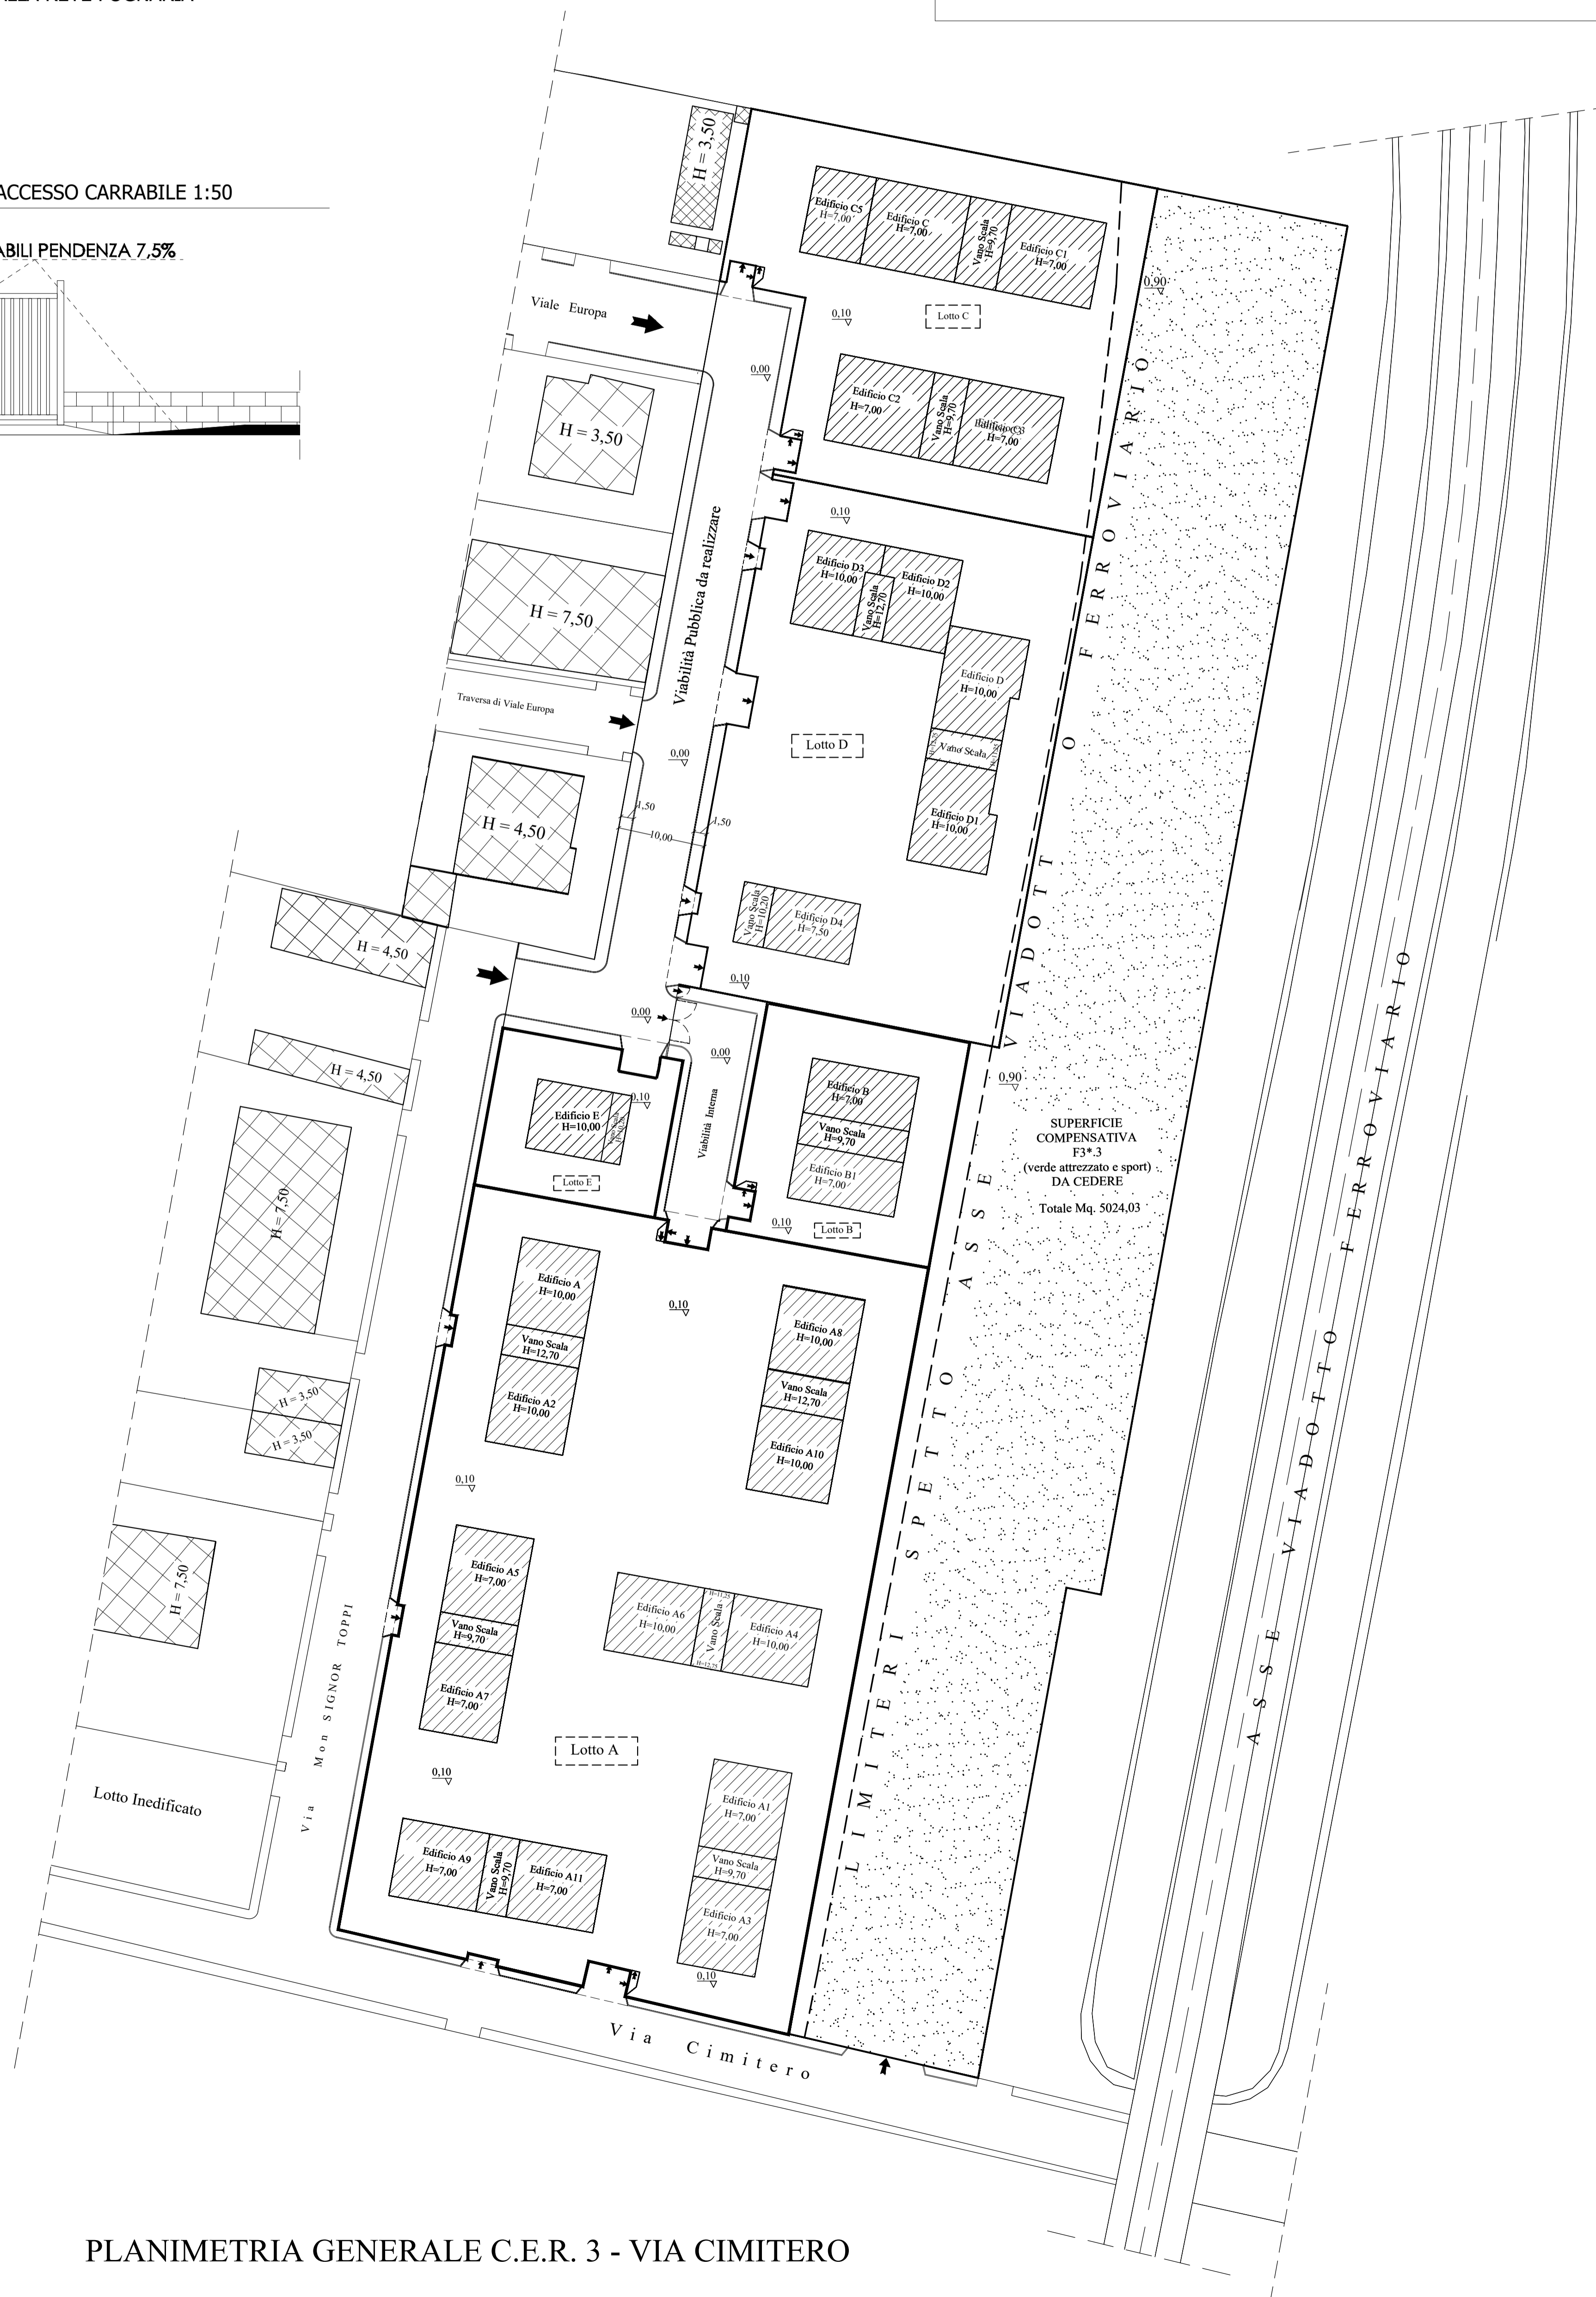 ACCESSO CARRABILE 1:50
ABILI PENDENZA 7,5%
H = 3,50
Edificio C5
H=7,00
Edificio C
H=7,00
Vano Scala
H=9,70
Edificio C1
H=7,00
0,90
Viale Europa
0,10
Lotto C
0,00
Edificio C2
H=7,00
Vano Scala
H=9,70
H=7,00
H = 3,50
Viabilità Pubblica da realizzare
0,10
Edificio D3
H=10,00
Vano Scala
H=12,70
Edificio D2
H=10,00
H = 7,50
Edificio D
H=10,00
Vano Scala
Edificio D1
H=10,00
Traversa di Viale Europa
Lotto D
0,00
1,50
10,00
1,50
H = 4,50
Vano Scala
H=10,20
Edificio D4
H=7,50
H = 4,50
0,10
0,00
0,00
H = 4,50
Viabilità Interna
Edificio E
H=10,00
0,10
Lotto E
Edificio B
H=7,00
Vano Scala
H=9,70
Edificio B1
H=7,00
0,10
Lotto B
0,90
SUPERFICIE
COMPENSATIVA
F3*.3
(verde attrezzato e sport)
DA CEDERE
Totale Mq. 5024,03
H = 7,50
Edificio A
H=10,00
Vano Scala
H=12,70
Edificio A2
H=10,00
0,10
Edificio A8
H=10,00
Vano Scala
H=12,70
Edificio A10
H=10,00
H = 3,50
H = 3,50
0,10
Edificio A5
H=7,00
Vano Scala
H=9,70
Edificio A7
H=7,00
Edificio A6
H=10,00
H=11,25
Vano Scala
H=12,75
Edificio A4
H=10,00
H = 7,50
Via Mon SIGNOR TOPPI
Lotto A
0,10
Lotto Inedificato
Edificio A9
H=7,00
Vano Scala
H=9,70
Edificio A11
H=7,00
Edificio A1
H=7,00
Vano Scala
H=9,70
Edificio A3
H=7,00
0,10
LIMITE RISPETTO ASSE VIADOTTO FERROVIARIO
ASSE VIADOTTO FERROVIARIO
Via Cimitero
PLANIMETRIA GENERALE C.E.R. 3 - VIA CIMITERO